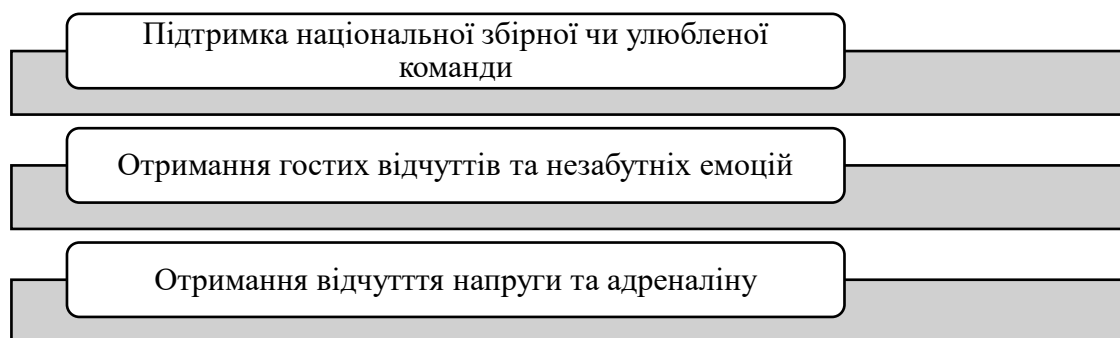 Підтримка національної збірної чи улюбленої
команди
Отримання гостих відчуттів та незабутніх емоцій
Отримання відчутття напруги та адреналіну